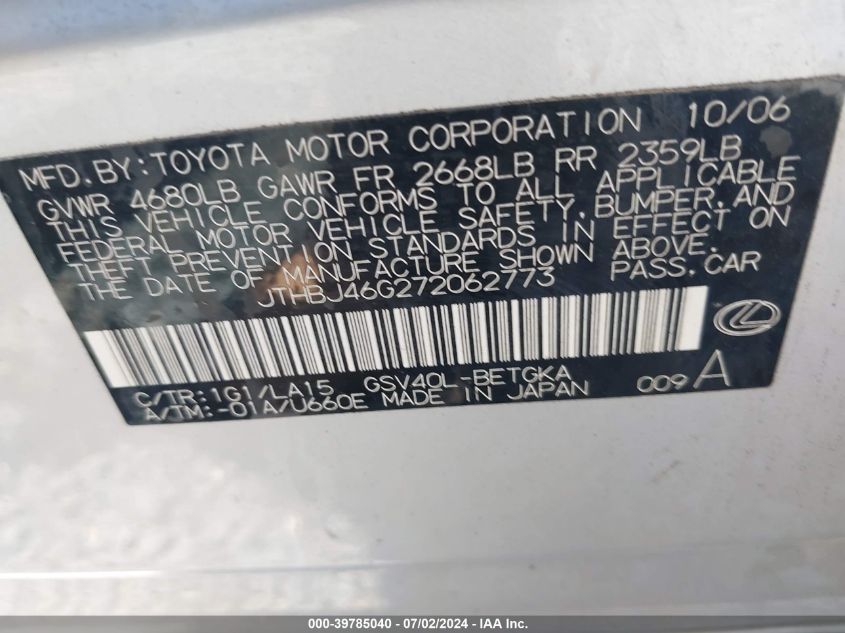 MFD.BY:TOYOTA MOTOR CORPORATION 10/06
GVWR 4680LB GAWR FR 2668LB RR 2359LB
THIS VEHICLE CONFORMS TO ALL APPLICABLE
FEDERAL MOTOR VEHICLE SAFETY,BUMPER,AND
THEFT PREVENTION STANDARDS IN EFFECT ON
THE DATE OF MANUFACTURE SHOWN ABOVE.
JTHBJ46G272062773 PASS.CAR
C/TR:1G1/LA15 GSV40L-BETGKA
A/TM:-01A/U660E MADE IN JAPAN 009A
000-39785040 - 07/02/2024 - IAA Inc.